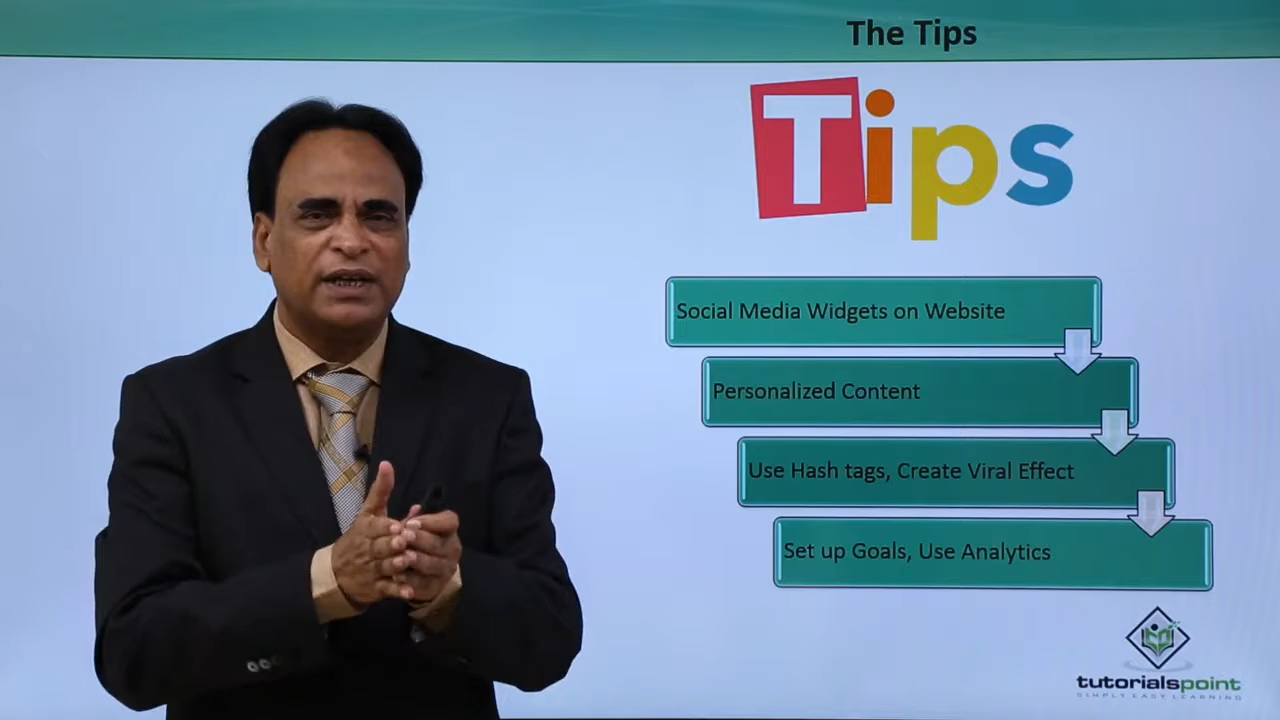 The Tips
Tips
Social Media Widgets on Website
Personalized Content
Use Hash tags, Create Viral Effect
Set up Goals, Use Analytics
tutorialspoint
SIMPLY EASY LEARNING